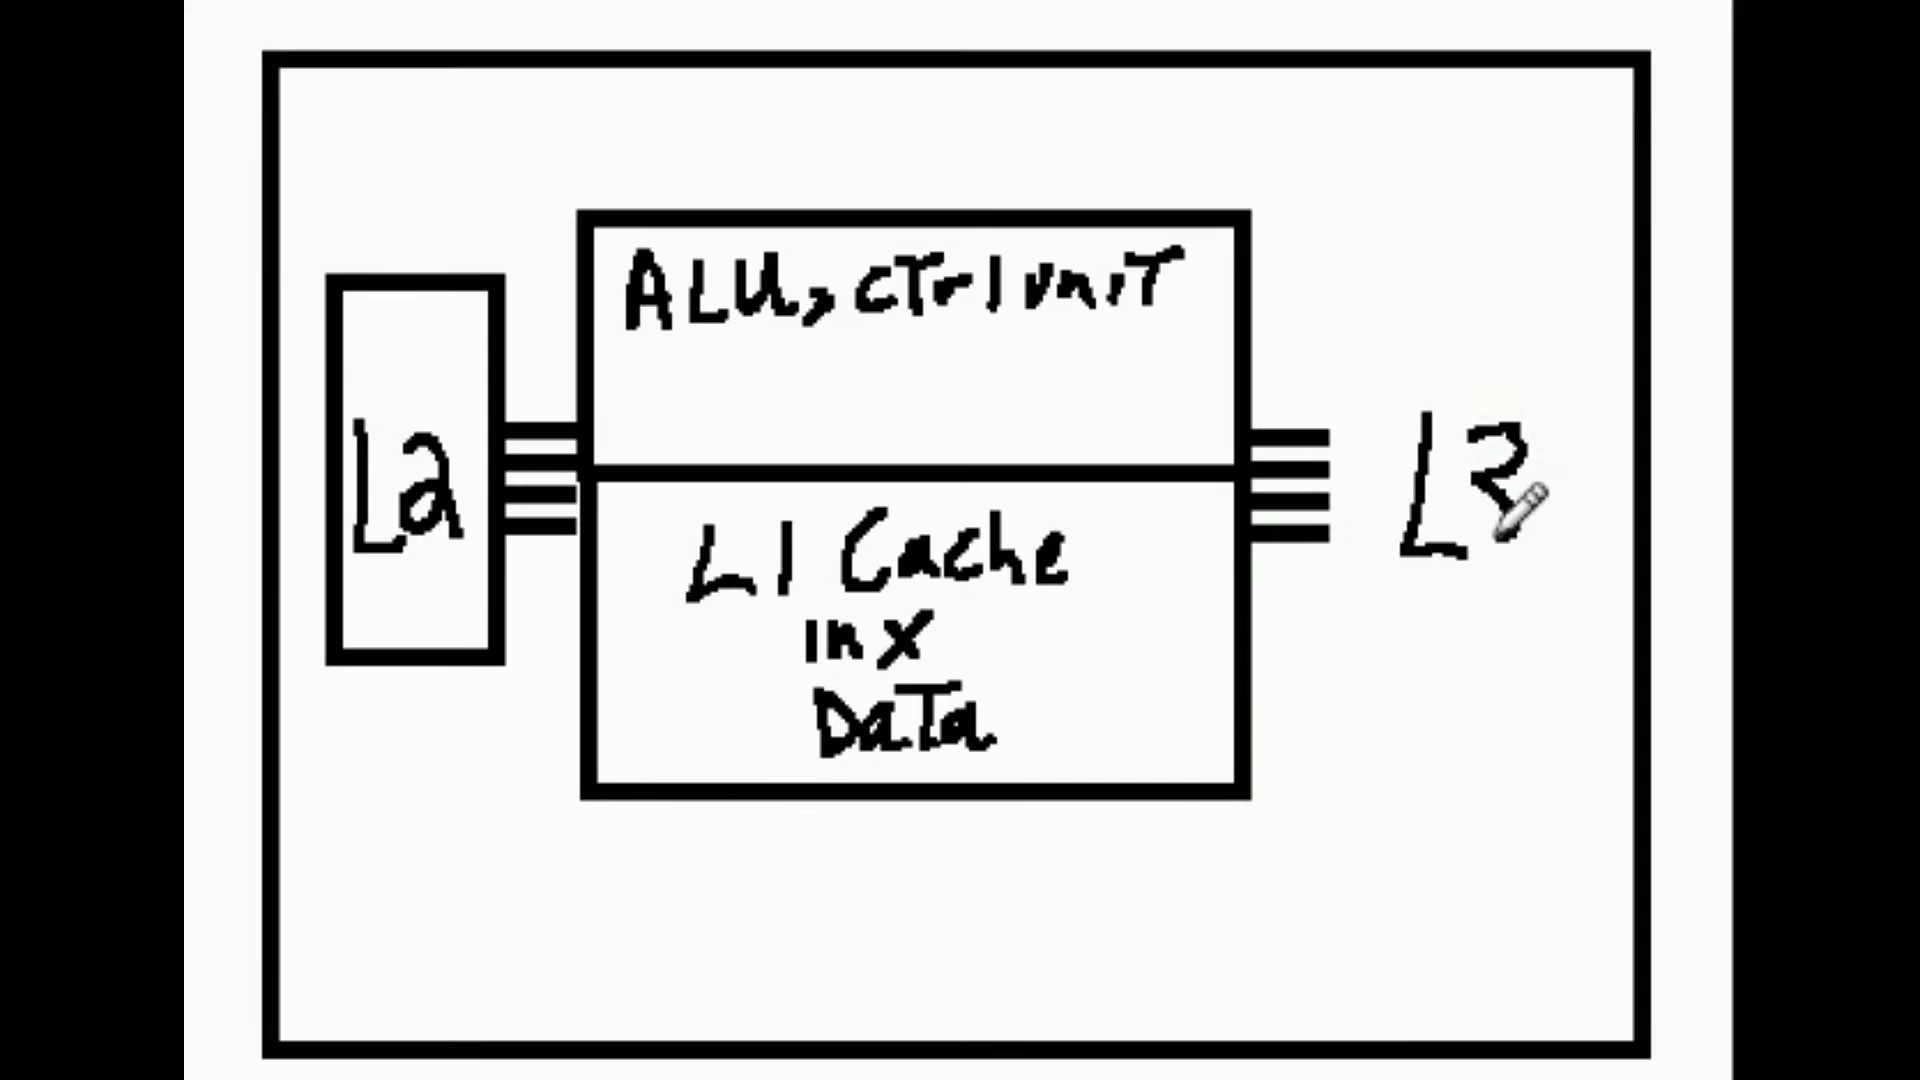 ALU, CTrl uniT
L2
L3
L1 Cache
inx
DaTa